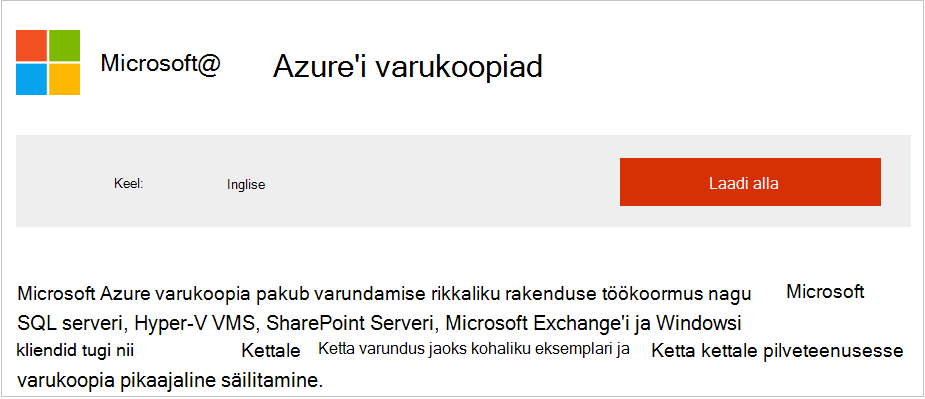 Microsoft@ Azure'i varukoopiad
Keel: Inglise Laadi alla
Microsoft Azure varukoopia pakub varundamise rikkaliku rakenduse töökoormus nagu Microsoft
SQL serveri, Hyper-V VMS, SharePoint Serveri, Microsoft Exchange'i ja Windowsi
kliendid tugi nii Kettale Ketta varundus jaoks kohaliku eksemplari ja Ketta kettale pilveteenusesse
varukoopia pikaajaline säilitamine.